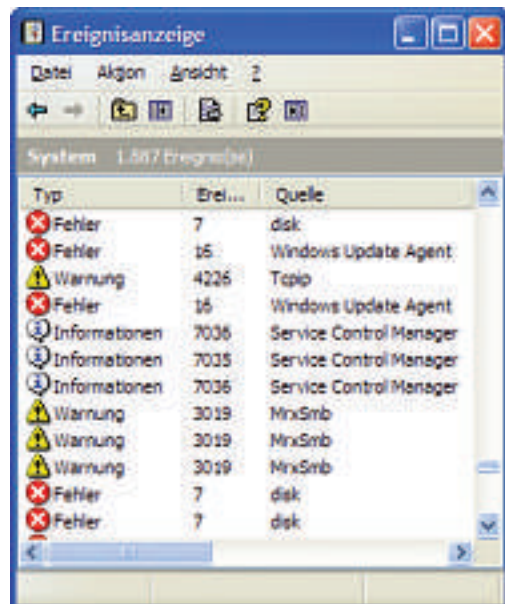 Ereignisanzeige
Datei Aktion Ansicht ?
System 1.887 Ereignis(se)
Typ Erei... Quelle
Fehler 7 disk
Fehler 16 Windows Update Agent
Warnung 4226 Tcpip
Fehler 16 Windows Update Agent
Informationen 7036 Service Control Manager
Informationen 7035 Service Control Manager
Informationen 7036 Service Control Manager
Warnung 3019 MrxSmb
Warnung 3019 MrxSmb
Warnung 3019 MrxSmb
Fehler 7 disk
Fehler 7 disk